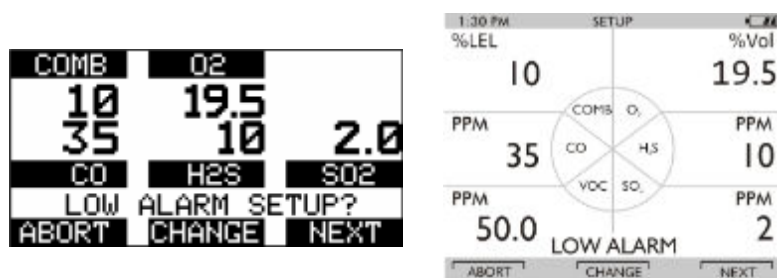 COMB O2
10 19.5
35 10 2.0
CO H2S SO2
LOW ALARM SETUP?
ABORT CHANGE NEXT
1:30 PM SETUP
%LEL %Vol
10 19.5
COMB O₂
PPM PPM
35 CO H₂S 10
VOC SO₂
PPM PPM
50.0 LOW ALARM 2
ABORT CHANGE NEXT